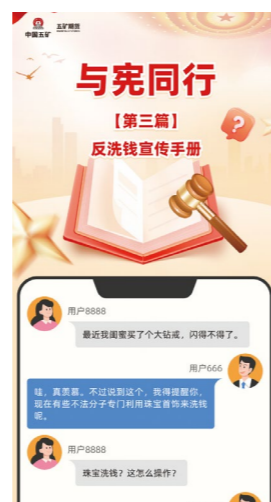 中国五矿
五矿期货
与宪同行
【第三篇】
反洗钱宣传手册
用户8888
最近我闺蜜买了个大钻戒，闪得不得了。
用户666
哇，真羡慕。不过说到这个，我得提醒你，
现在有些不法分子专门利用珠宝首饰来洗钱
呢。
用户8888
珠宝洗钱？这怎么操作？